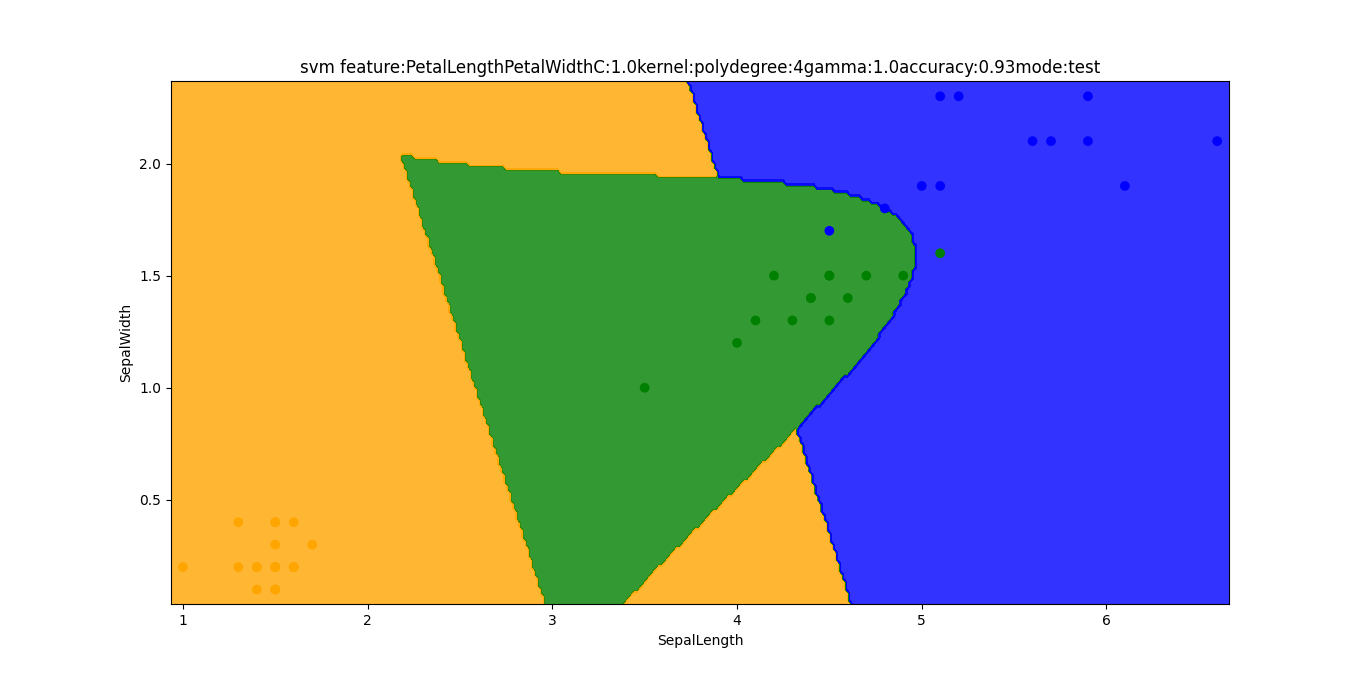 svm feature:PetalLengthPetalWidthC:1.0kernel:polydegree:4gamma:1.0accuracy:0.93mode:test
SepalWidth
2.0
1.5
1.0
0.5
1 2 3 4 5 6
SepalLength